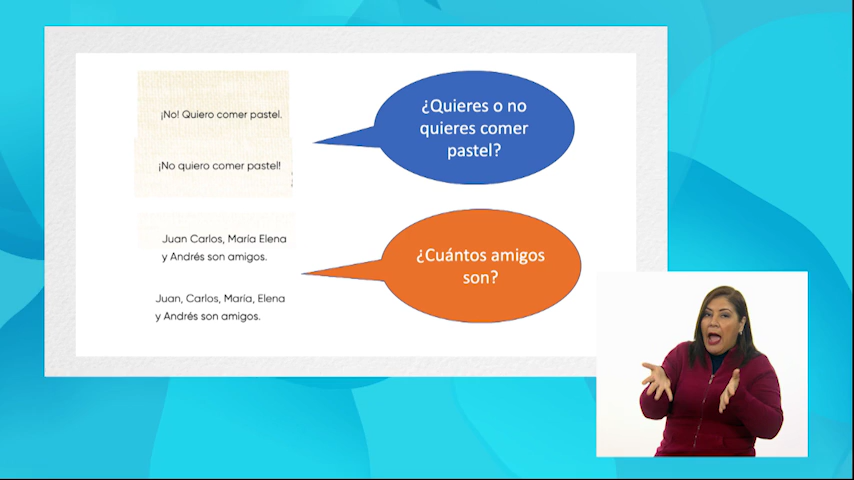 ¡No! Quiero comer pastel.
¡No quiero comer pastel!
¿Quieres o no
quieres comer
pastel?
Juan Carlos, María Elena
y Andrés son amigos.
Juan, Carlos, María, Elena
y Andrés son amigos.
¿Cuántos amigos
son?